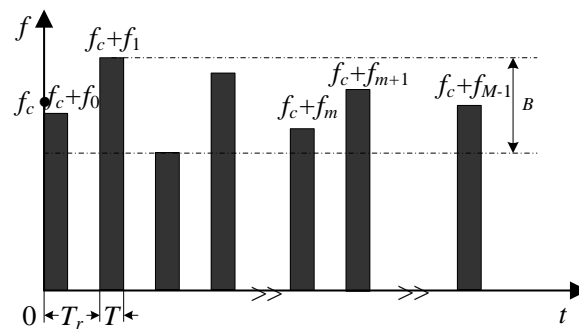 f
f_c+f_1
f_c+f_{m+1}
f_c f_c+f_0
f_c+f_m
f_c+f_{M-1}
B
0 T_r T
>> >>
t